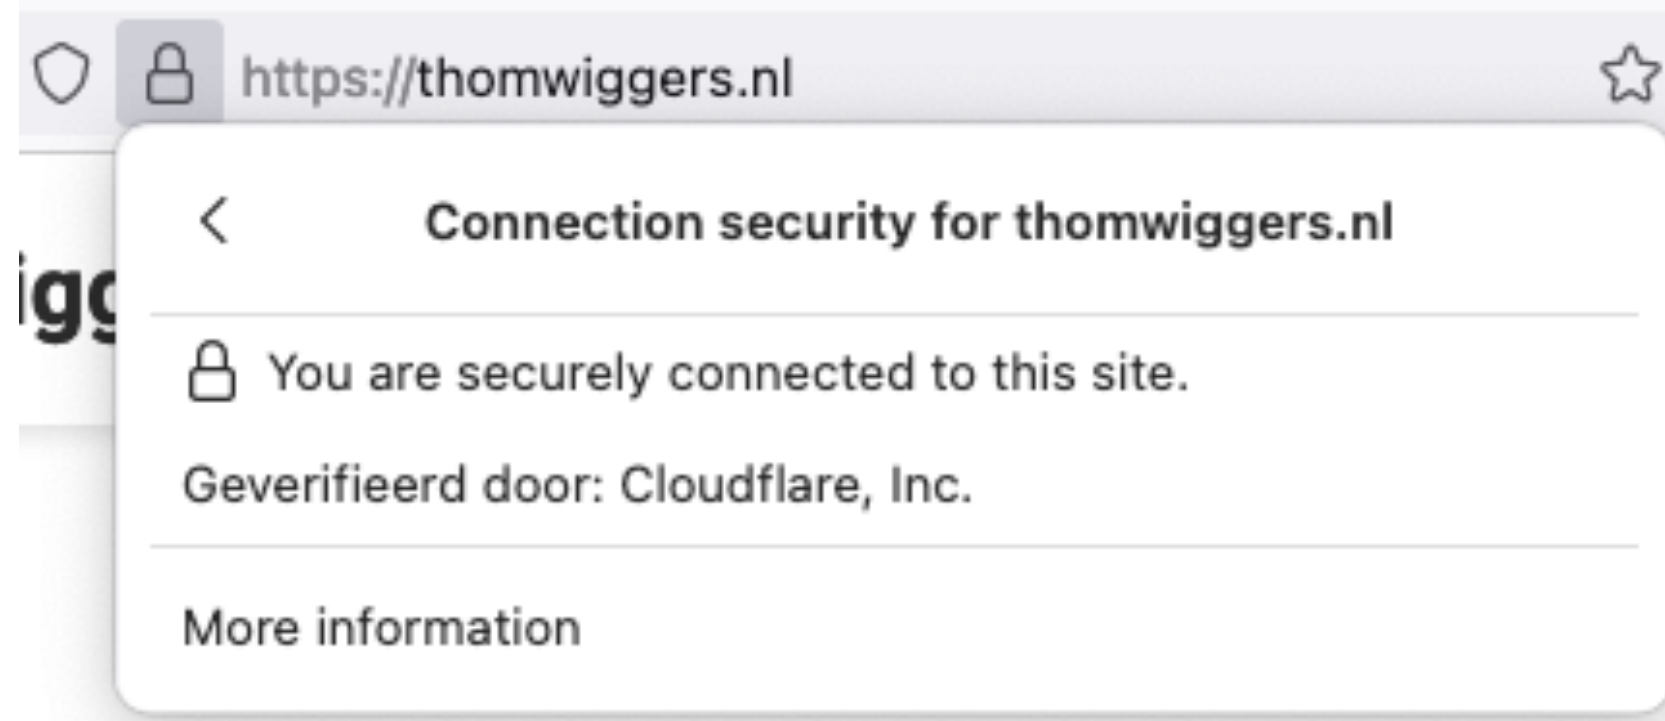 https://thomwiggers.nl
Connection security for thomwiggers.nl
igg
You are securely connected to this site.
Geverifieerd door: Cloudflare, Inc.
More information